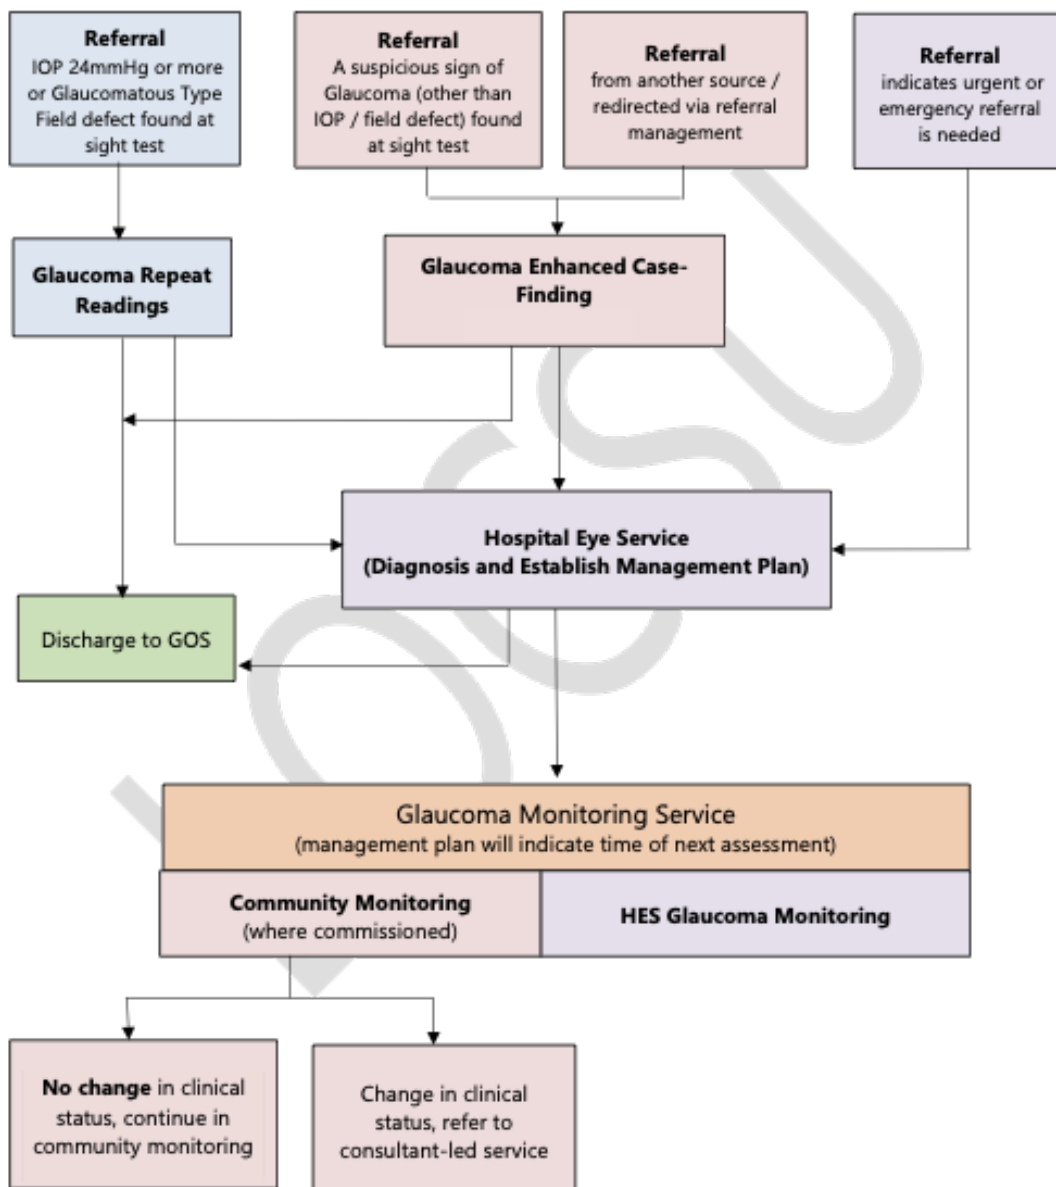 Referral
IOP 24mmHg or more
or Glaucomatous Type
Field defect found at
sight test
Referral
A suspicious sign of
Glaucoma (other than
IOP / field defect) found
at sight test
Referral
from another source /
redirected via referral
management
Referral
indicates urgent or
emergency referral
is needed
Glaucoma Repeat
Readings
Glaucoma Enhanced Case-
Finding
Hospital Eye Service
(Diagnosis and Establish Management Plan)
Discharge to GOS
Glaucoma Monitoring Service
(management plan will indicate time of next assessment)
Community Monitoring
(where commissioned)
HES Glaucoma Monitoring
No change in clinical
status, continue in
community monitoring
Change in clinical
status, refer to
consultant-led service
LOCSU